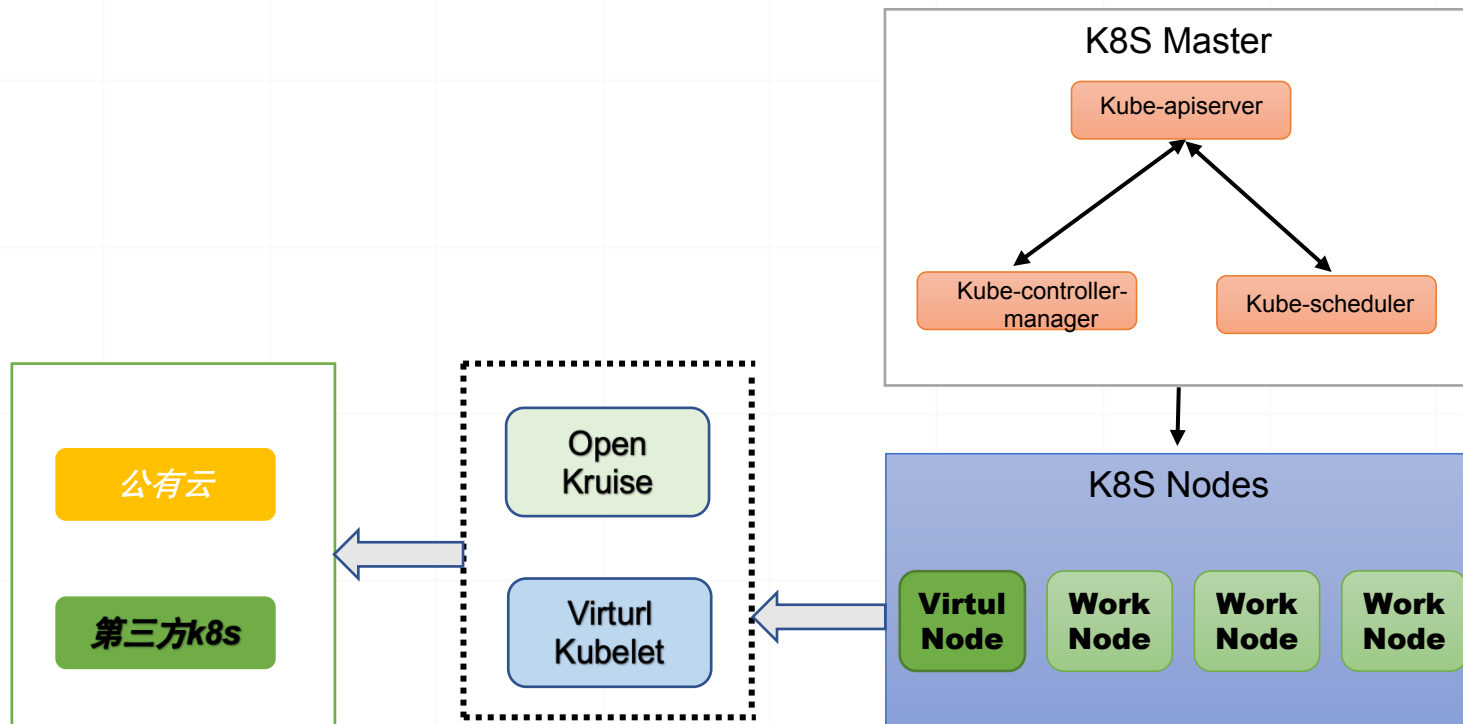 K8S Master
Kube-apiserver
Kube-controller-
manager
Kube-scheduler
公有云
第三方k8s
Open
Kruise
Virturl
Kubelet
K8S Nodes
Virtul
Node
Work
Node
Work
Node
Work
Node